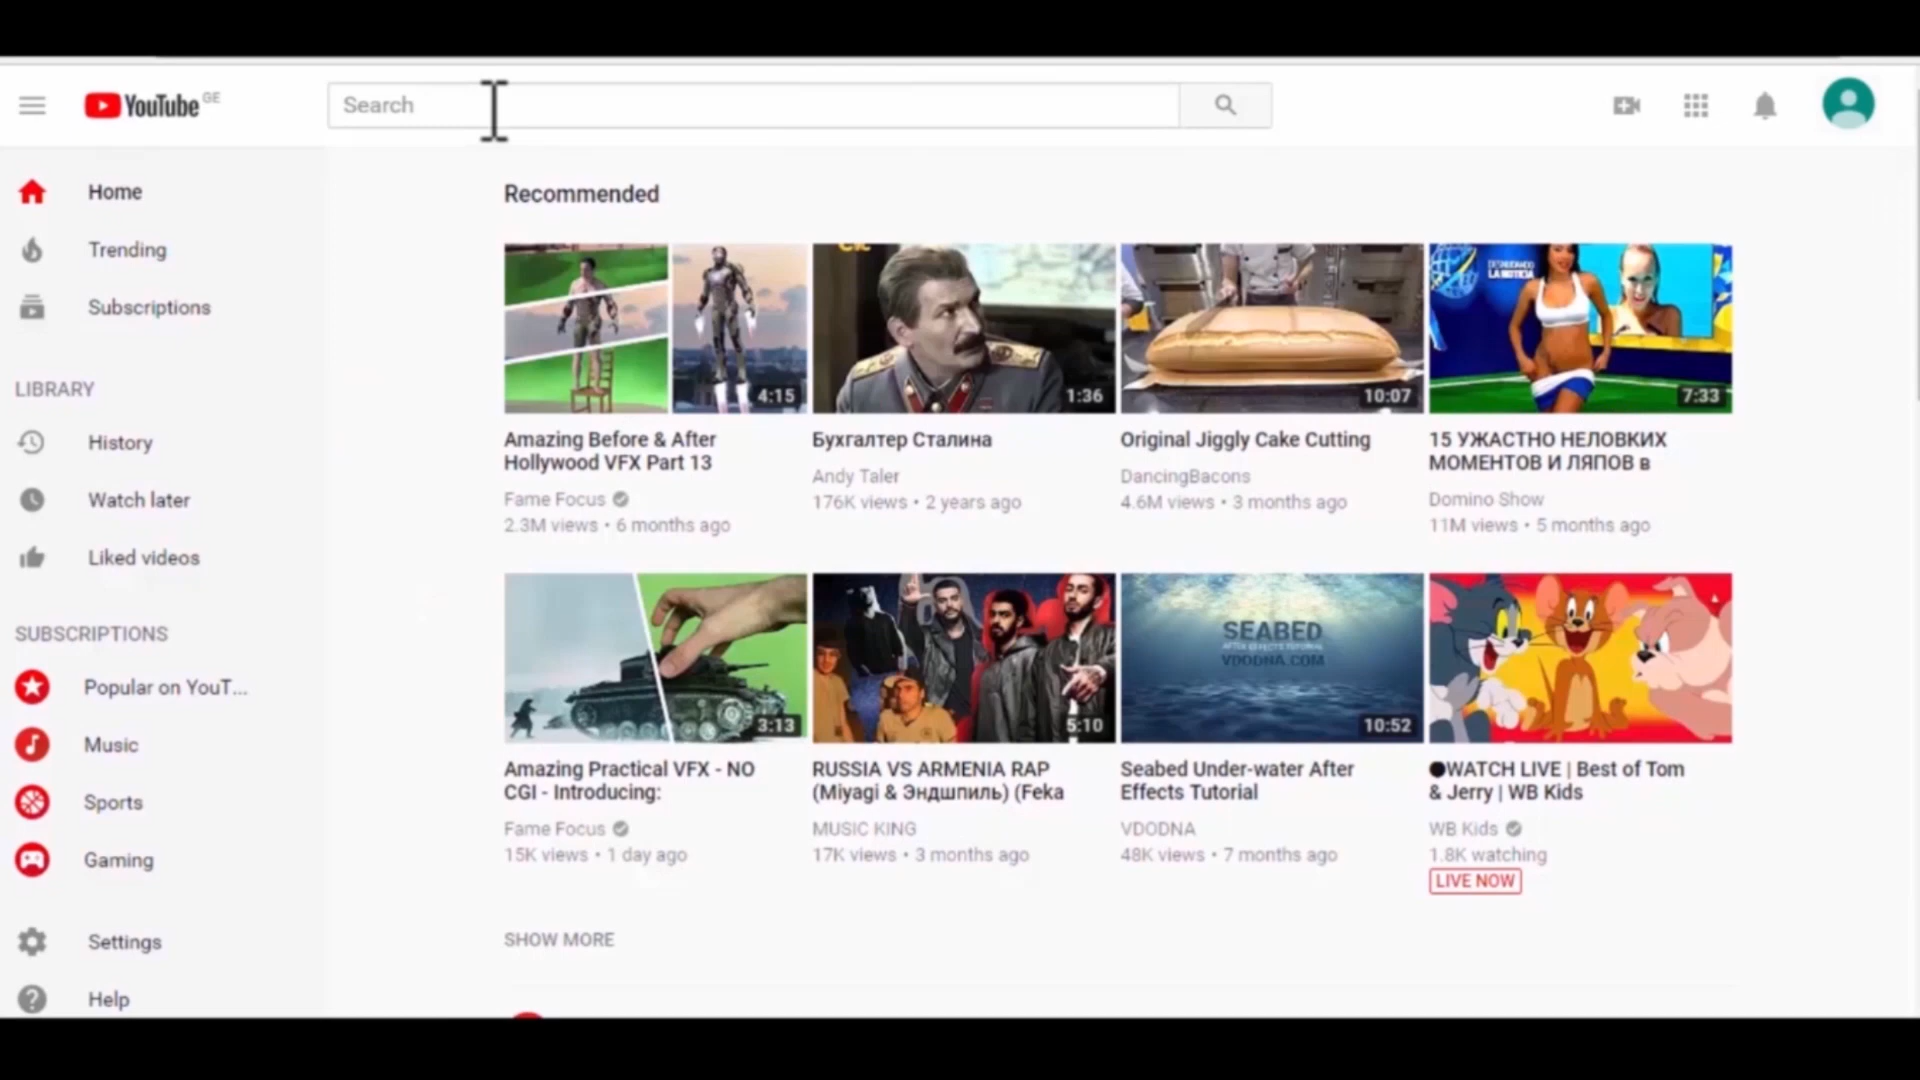 YouTube GE
Search
Home
Trending
Subscriptions
LIBRARY
History
Watch later
Liked videos
SUBSCRIPTIONS
Popular on YouT...
Music
Sports
Gaming
Settings
Help
Recommended
4:15
1:36
10:07
LA NOTICIA
7:33
Amazing Before & After
Hollywood VFX Part 13
Fame Focus
2.3M views • 6 months ago
Бухгалтер Сталина
Andy Taler
176K views • 2 years ago
Original Jiggly Cake Cutting
DancingBacons
4.6M views • 3 months ago
15 УЖАСТНО НЕЛОВКИХ
МОМЕНТОВ И ЛЯПОВ в
Domino Show
11M views • 5 months ago
3:13
5:10
SEABED
AFTER EFFECTS TUTORIAL
VDODNA.COM
10:52
Amazing Practical VFX - NO
CGI - Introducing:
Fame Focus
15K views • 1 day ago
RUSSIA VS ARMENIA RAP
(Miyagi & Эндшпиль) (Feka
MUSIC KING
17K views • 3 months ago
Seabed Under-water After
Effects Tutorial
VDODNA
48K views • 7 months ago
⚫WATCH LIVE | Best of Tom
& Jerry | WB Kids
WB Kids
1.8K watching
LIVE NOW
SHOW MORE